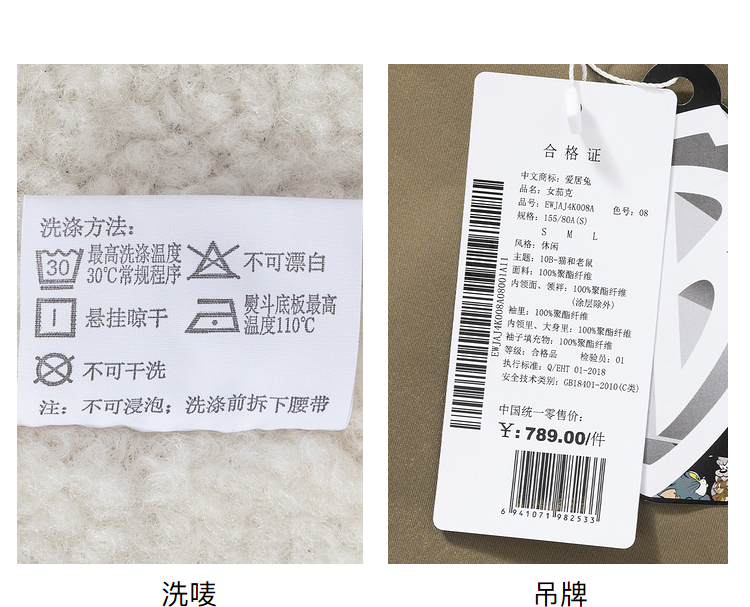 洗涤方法:
30
最高洗涤温度
30℃常规程序
不可漂白
悬挂晾干
熨斗底板最高
温度110℃
不可干洗
注: 不可浸泡; 洗涤前拆下腰带
洗唛
合格证
中文商标: 爱居兔
品名: 女茄克
品号: EWJAJ4K008A 色号: 08
规格: 155/80A(S)
S M L
风格: 休闲
主题: 10B-猫和老鼠
面料: 100%聚酯纤维
内领面、领袢: 100%聚酯纤维
(涂层除外)
袖里: 100%聚酯纤维
内领里、大身里: 100%聚酯纤维
袖子填充物: 100%聚酯纤维
等级: 合格品 检验员: 01
执行标准: Q/EHT 01-2018
安全技术类别: GB18401-2010(C类)
EWJAJ4K008A08001A11
中国统一零售价:
¥: 789.00/件
6 941071 982533
吊牌